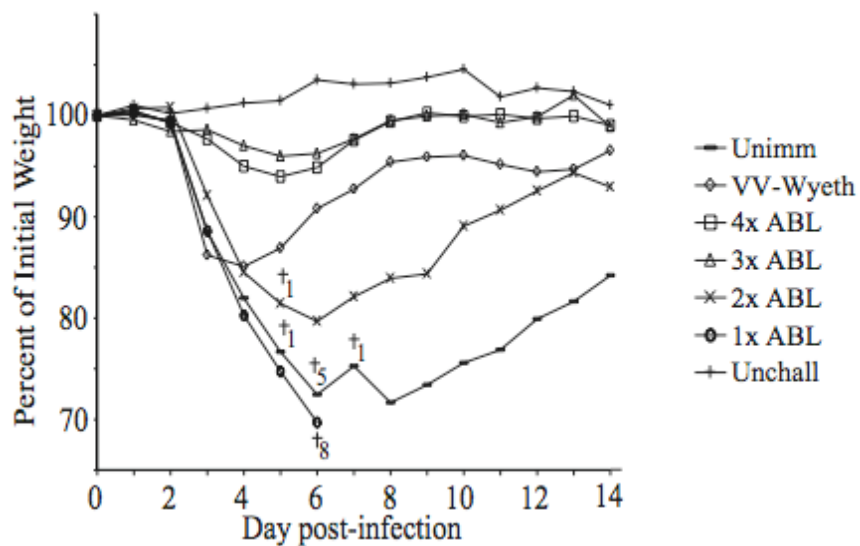 Percent of Initial Weight
100
90
80
70
†1
†1
†5
†1
†8
0
2
4
6
8
10
12
14
Day post-infection
Unimm
VV-Wyeth
4x ABL
3x ABL
2x ABL
1x ABL
Unchall